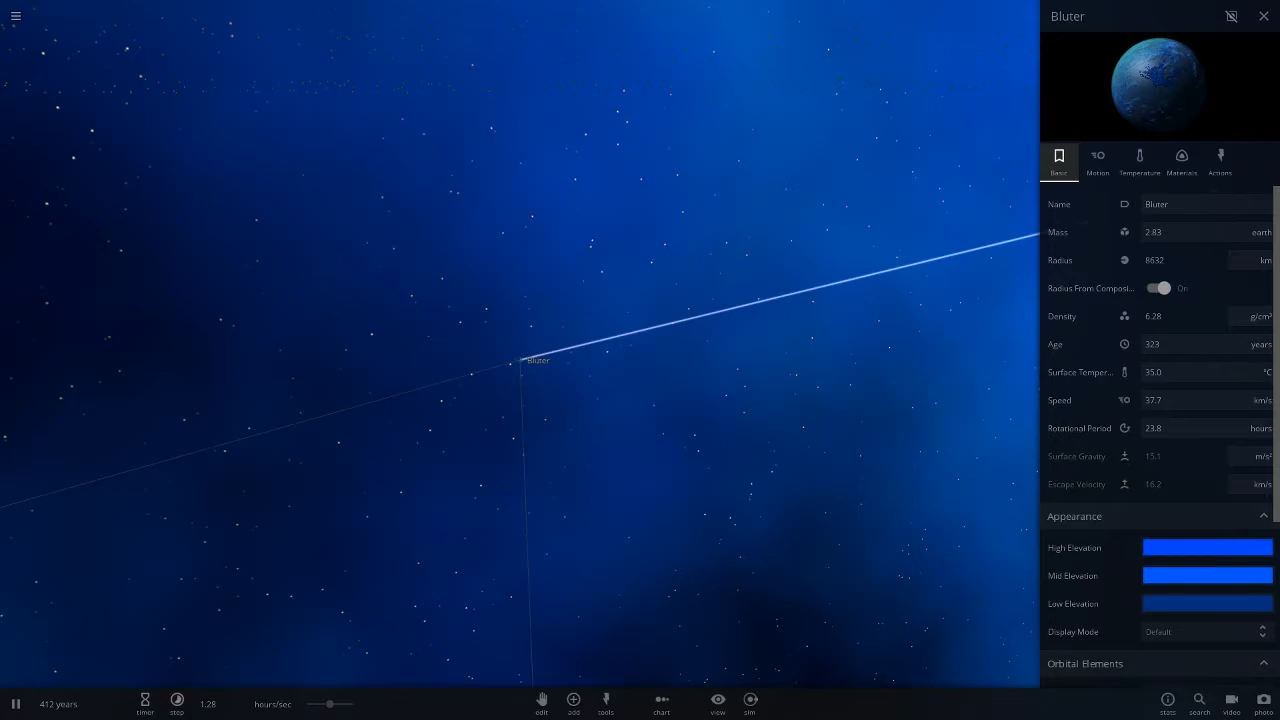 Bluter
Basic Motion Temperature Materials Actions
Name Bluter
Mass 2.83 earth
Radius 8632 km
Radius From Composi... On
Density 6.28 g/cm³
Age 323 years
Surface Temper... 35.0 °C
Speed 37.7 km/s
Rotational Period 23.8 hours
Surface Gravity 15.1 m/s²
Escape Velocity 16.2 km/s
Appearance
High Elevation
Mid Elevation
Low Elevation
Display Mode Default
Orbital Elements
Bluter
412 years timer step 1.28 hours/sec edit add tools chart view sim stats search video photo